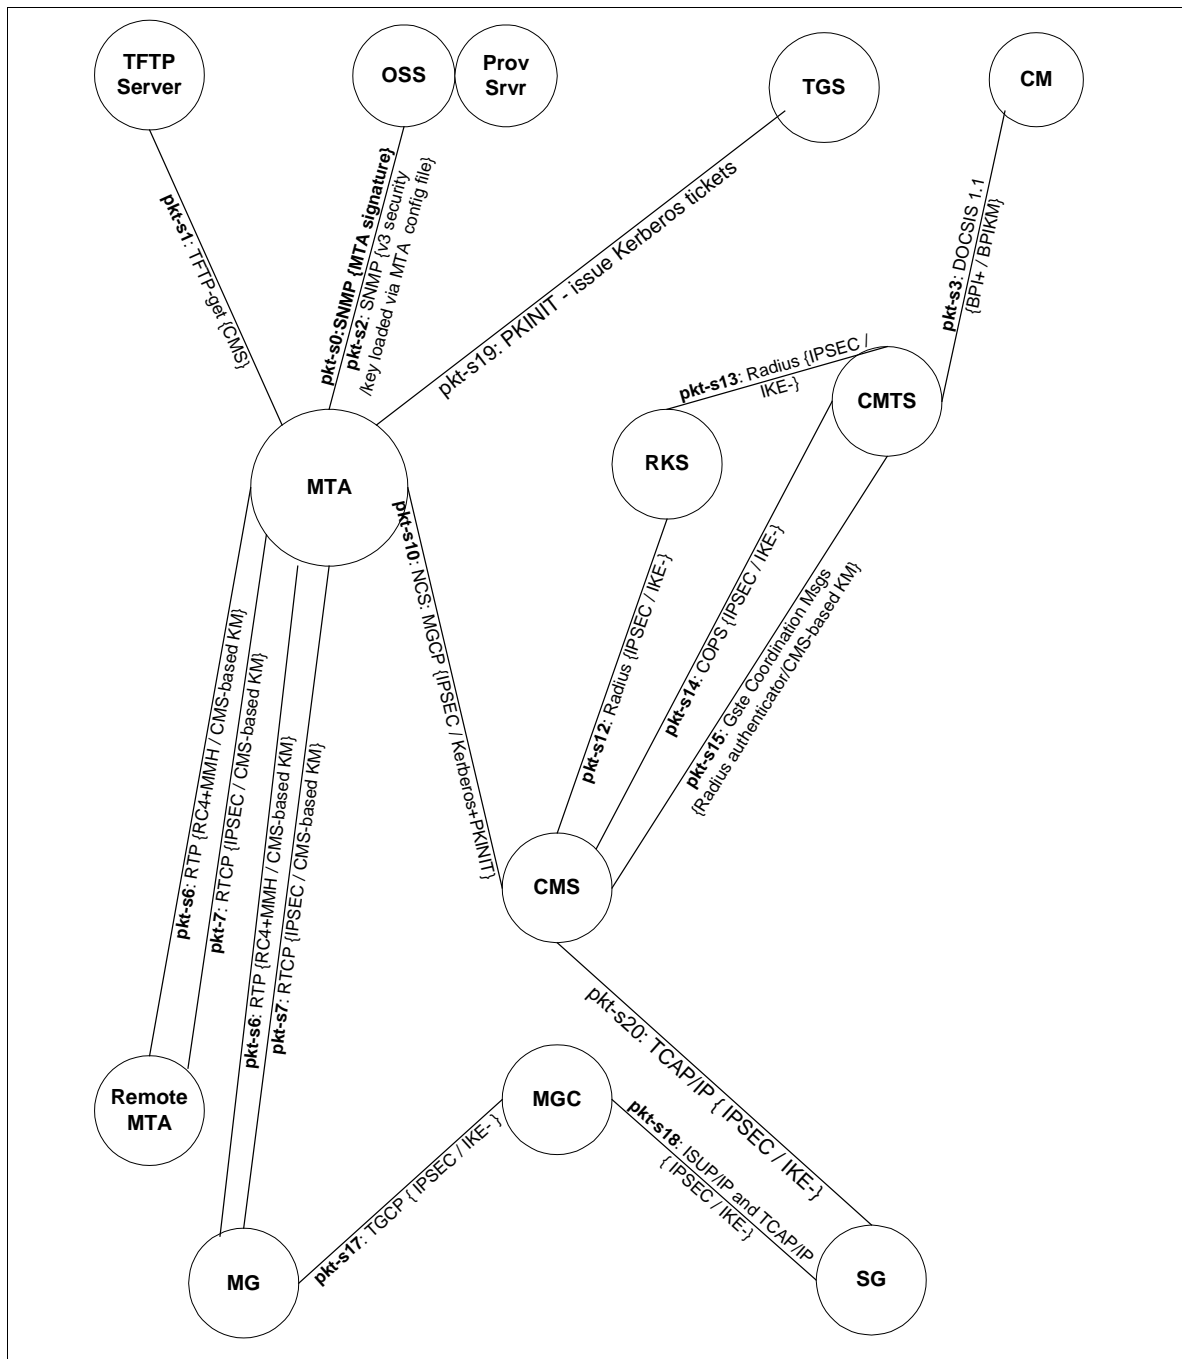 TFTP
Server
OSS
Prov
Srvr
TGS
CM
pkt-s1: TFTP-get {CMS}
pkt-s0:SNMP {MTA signature}
pkt-s2: SNMP {v3 security
/key loaded via MTA config file}
pkt-s19: PKINIT - issue Kerberos tickets
pkt-s3: DOCSIS 1.1
{BPI+ / BPIKM}
pkt-s13: Radius {IPSEC /
IKE-}
CMTS
RKS
MTA
pkt-s10: NCS: MGCP {IPSEC / Kerberos+PKINIT}
pkt-s12: Radius {IPSEC / IKE-}
pkt-s14: COPS {IPSEC / IKE-}
pkt-s15: Gste Coordination Msgs
{Radius authenticator/CMS-based KM}
pkt-s6: RTP {RC4+MMH / CMS-based KM}
pkt-7: RTCP {IPSEC / CMS-based KM}
pkt-s6: RTP {RC4+MMH / CMS-based KM}
pkt-s7: RTCP {IPSEC / CMS-based KM}
CMS
pkt-s20: TCAP/IP { IPSEC / IKE-}
Remote
MTA
MGC
pkt-s18: ISUP/IP and TCAP/IP
{ IPSEC / IKE-}
pkt-s17: TGCP { IPSEC / IKE- }
MG
SG